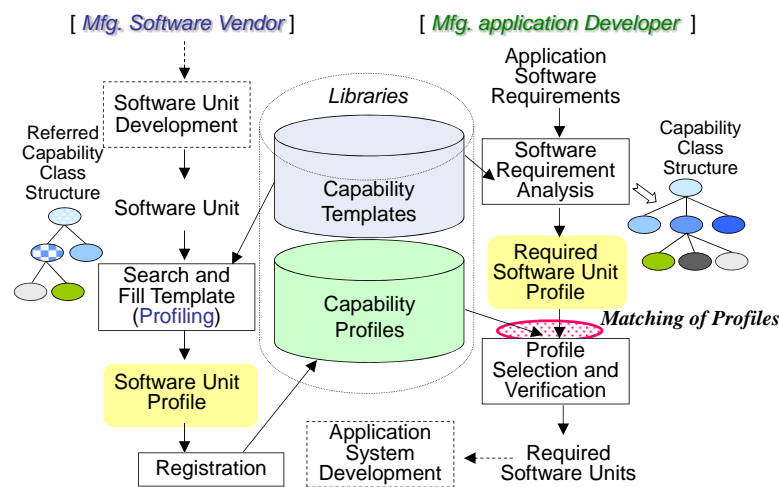 [ Mfg. Software Vendor ]
[ Mfg. application Developer ]
Software Unit
Development
Referred
Capability
Class
Structure
Software Unit
Search and
Fill Template
(Profiling)
Software Unit
Profile
Registration
Libraries
Capability
Templates
Capability
Profiles
Application
Software
Requirements
Software
Requirement
Analysis
Capability
Class
Structure
Required
Software Unit
Profile
Matching of Profiles
Profile
Selection and
Verification
Required
Software Units
Application
System
Development